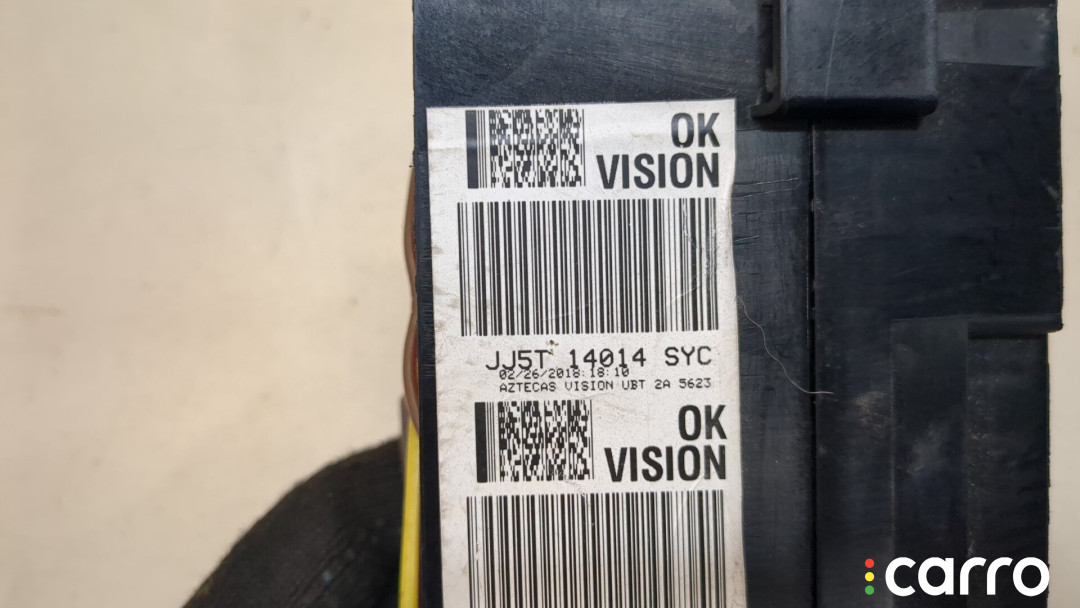 OK
VISION
JJ5T 14014 SYC
02/26/2018:18:10
AZTECAS VISION UBT 2A 5623
OK
VISION
carro